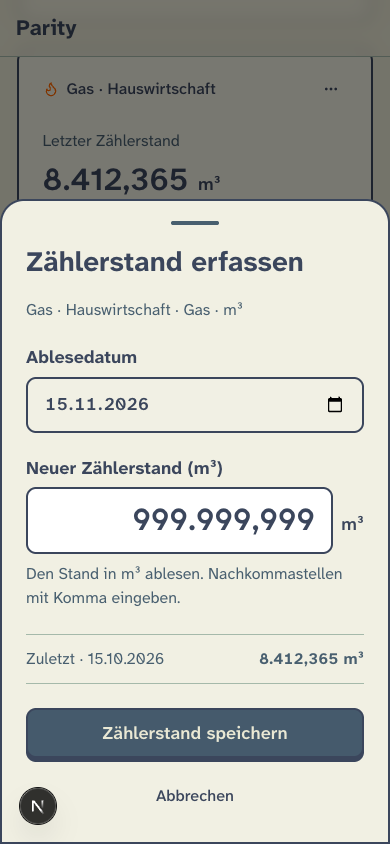 Parity
Gas · Hauswirtschaft
Letzter Zählerstand
8.412,365 m³
Zählerstand erfassen
Gas · Hauswirtschaft · Gas · m³
Ablesedatum
15.11.2026
Neuer Zählerstand (m³)
999.999,999 m³
Den Stand in m³ ablesen. Nachkommastellen
mit Komma eingeben.
Zuletzt · 15.10.2026 8.412,365 m³
Zählerstand speichern
Abbrechen
N